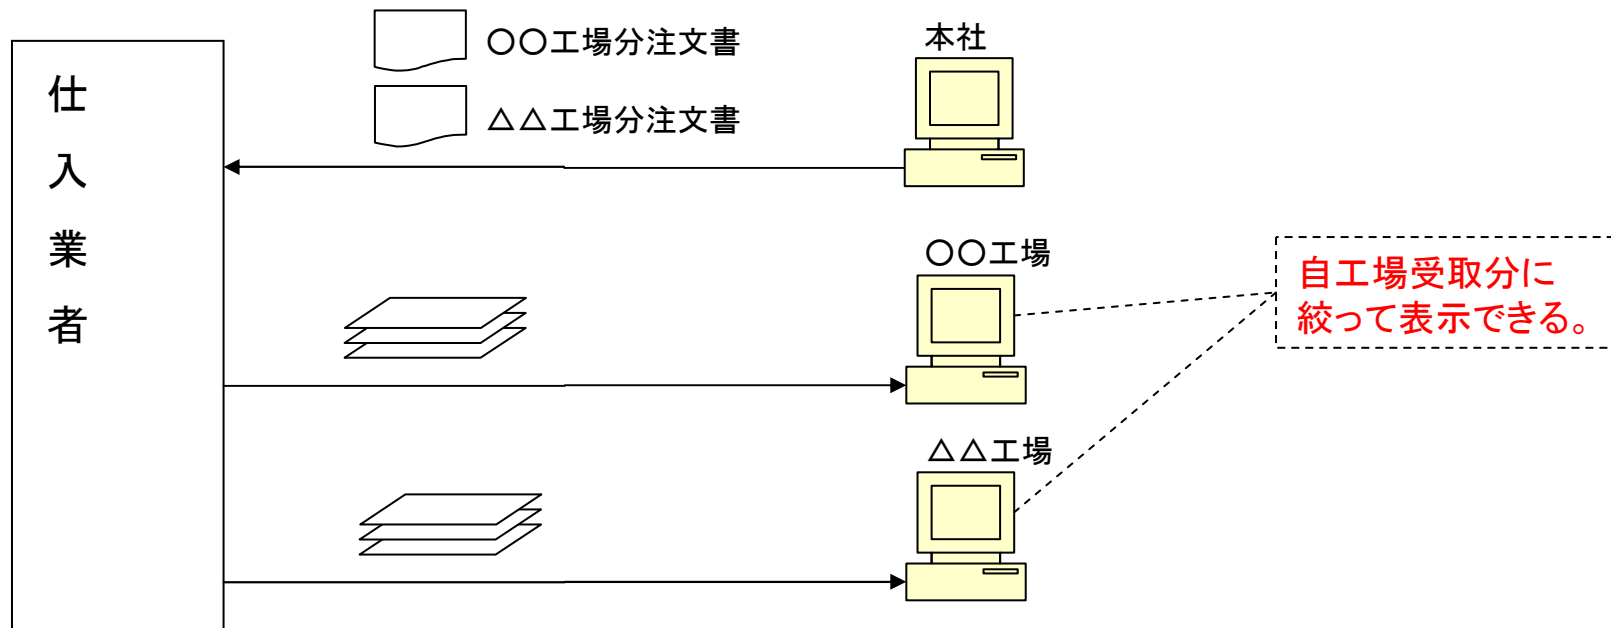 〇〇工場分注文書
△△工場分注文書
本社
仕入業者
〇〇工場
自工場受取分に
絞って表示できる。
△△工場